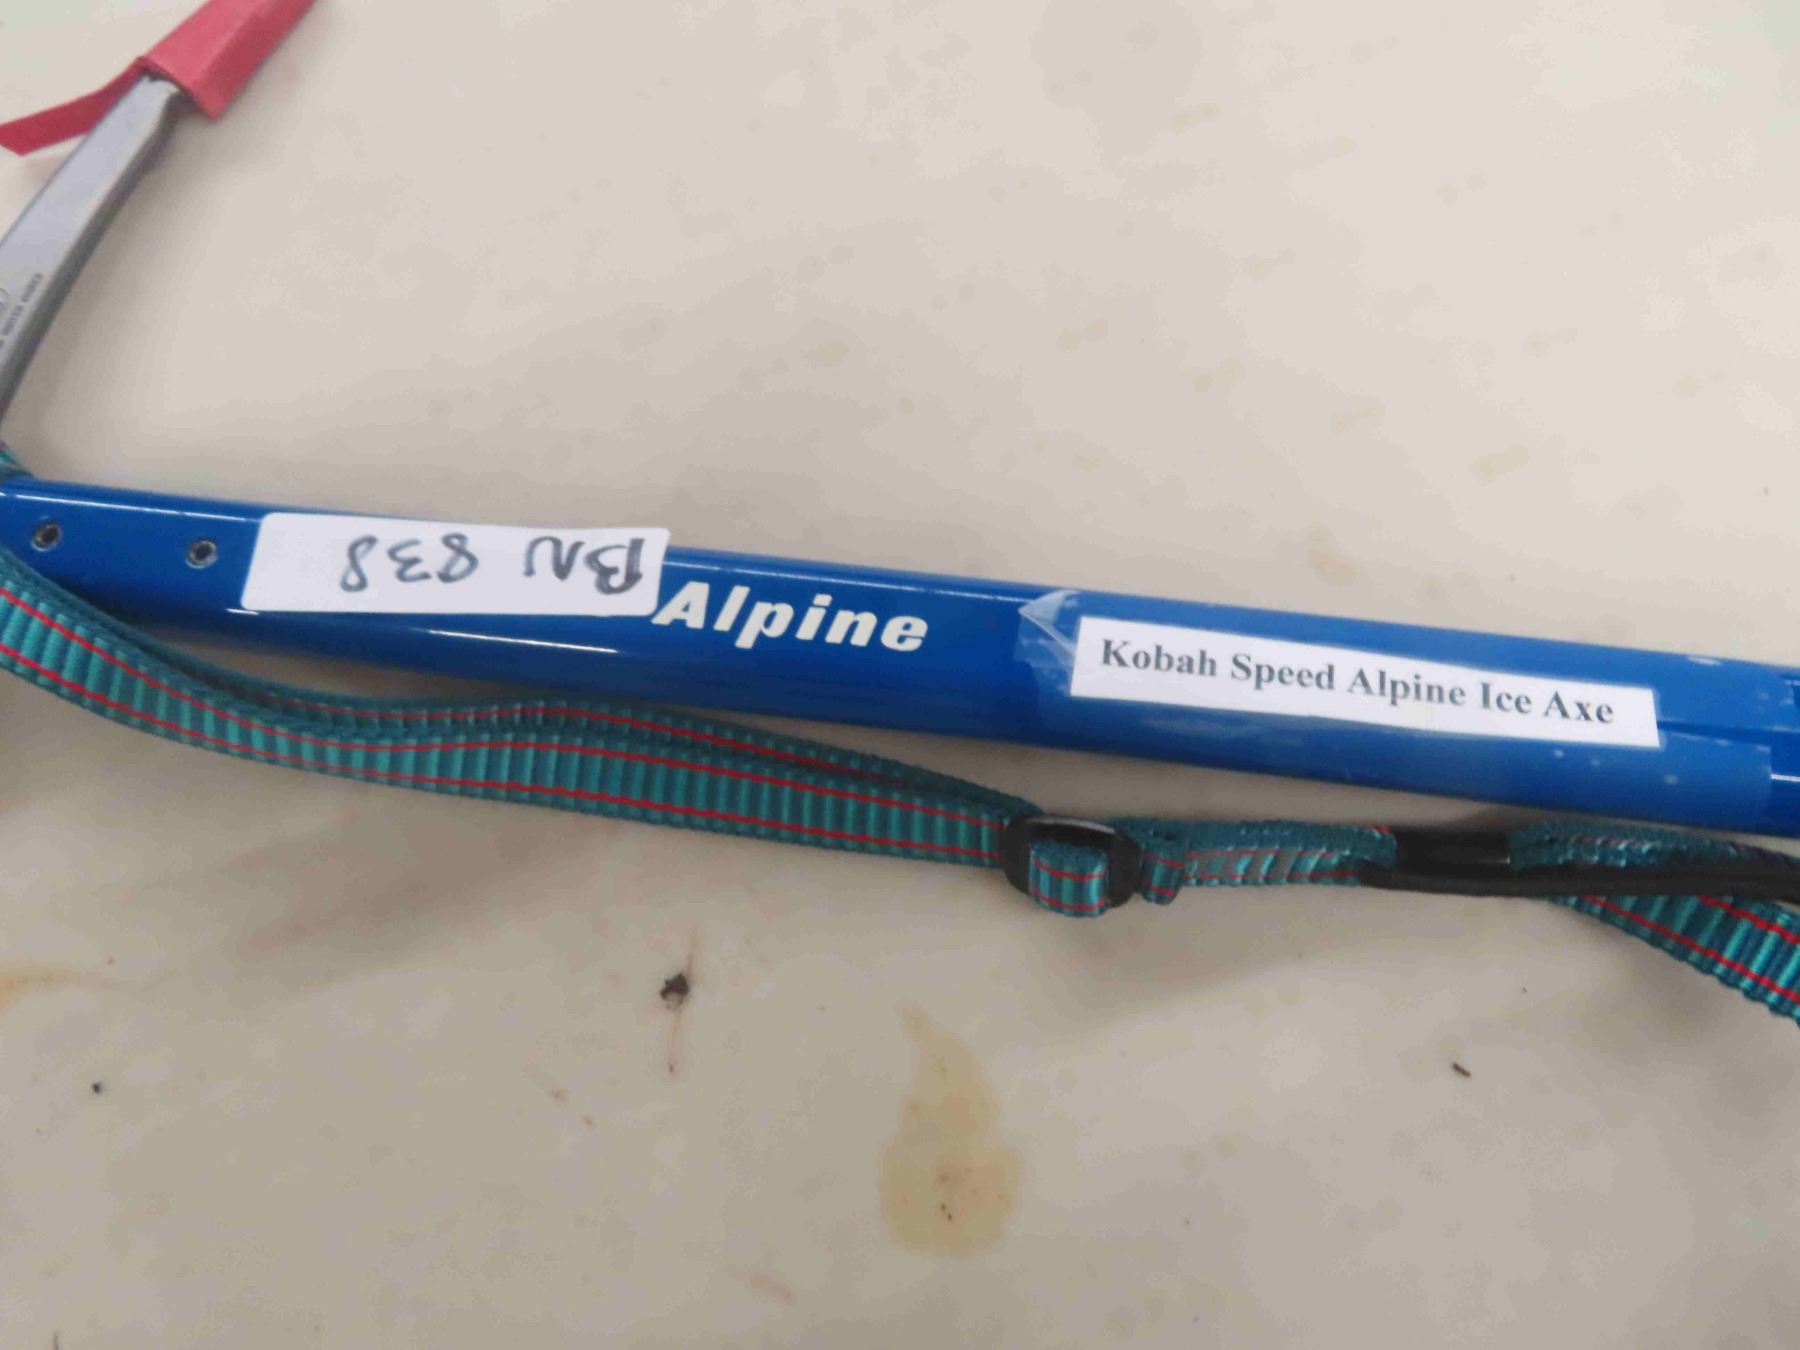 BN 838
Alpine
Kobah Speed Alpine Ice Axe